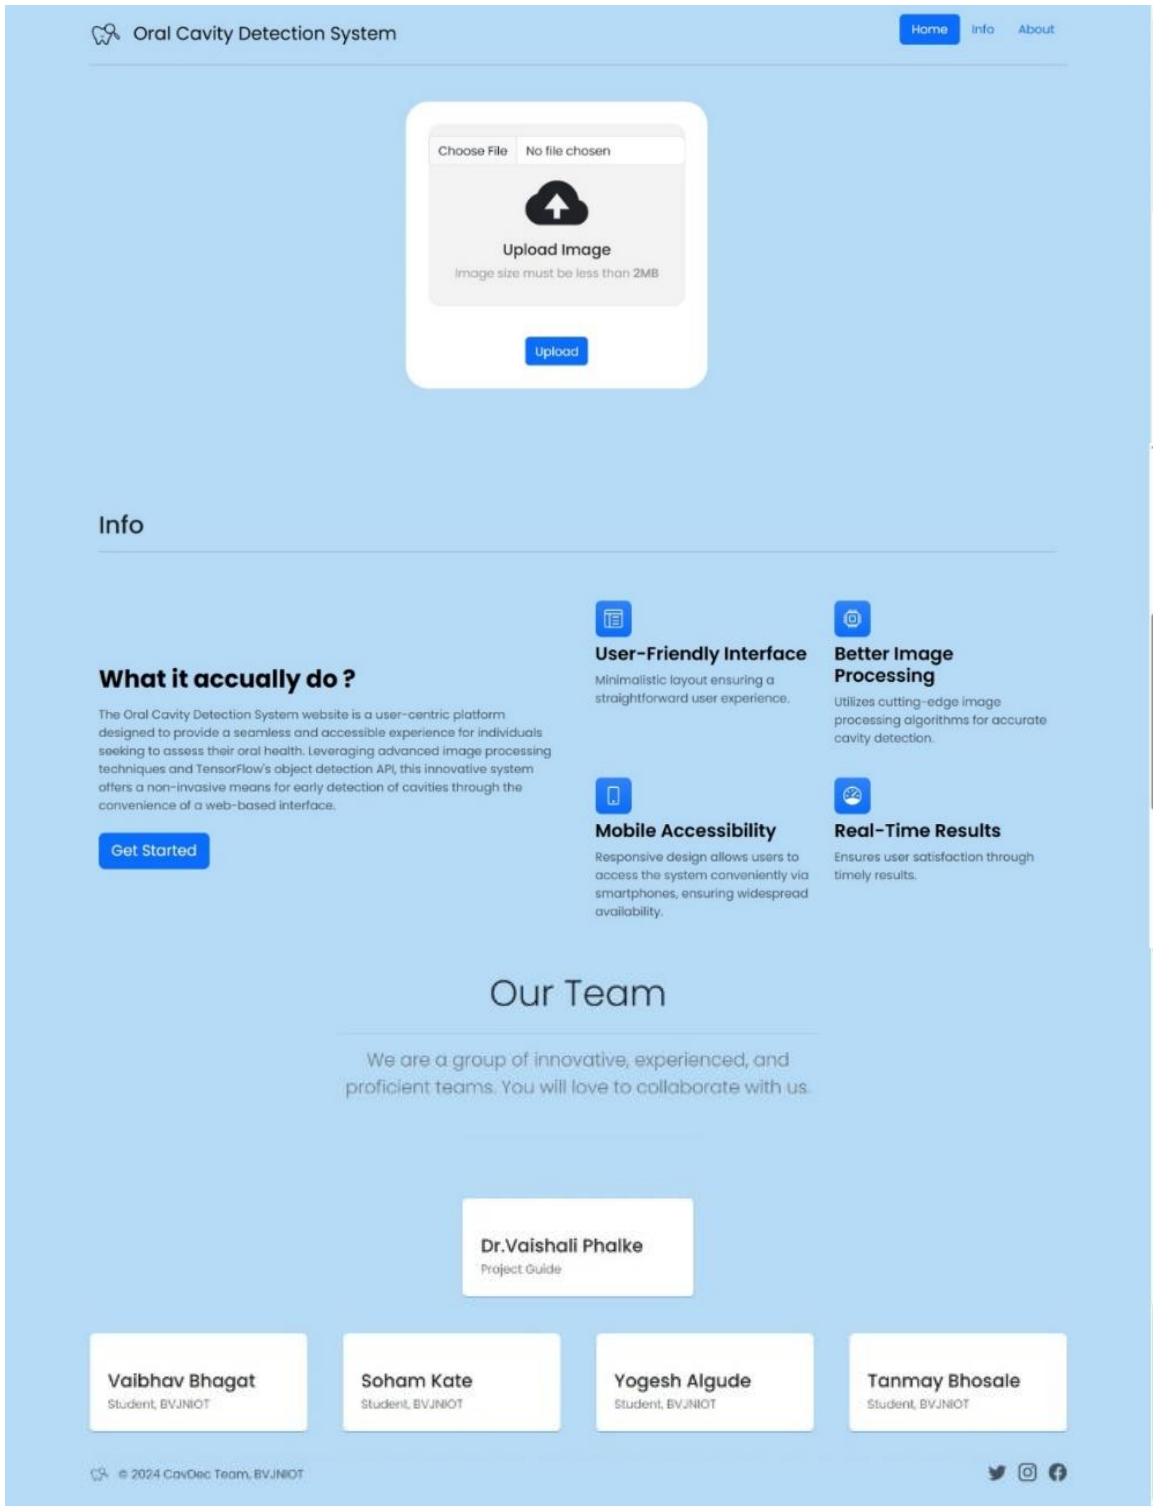 Oral Cavity Detection System
Home Info About
Choose File No file chosen
Upload Image
Image size must be less than 2MB
Upload
Info
What it accually do ?
The Oral Cavity Detection System website is a user-centric platform
designed to provide a seamless and accessible experience for individuals
seeking to assess their oral health. Leveraging advanced image processing
techniques and TensorFlow's object detection API, this innovative system
offers a non-invasive means for early detection of cavities through the
convenience of a web-based interface.
Get Started
User-Friendly Interface
Minimalistic layout ensuring a
straightforward user experience.
Better Image
Processing
Utilizes cutting-edge image
processing algorithms for accurate
cavity detection.
Mobile Accessibility
Responsive design allows users to
access the system conveniently via
smartphones, ensuring widespread
availability.
Real-Time Results
Ensures user satisfaction through
timely results.
Our Team
We are a group of innovative, experienced, and
proficient teams. You will love to collaborate with us.
Dr.Vaishali Phalke
Project Guide
Vaibhav Bhagat
Student, BVJNIOT
Soham Kate
Student, BVJNIOT
Yogesh Algude
Student, BVJNIOT
Tanmay Bhosale
Student, BVJNIOT
© 2024 CavDec Team, BVJNIOT